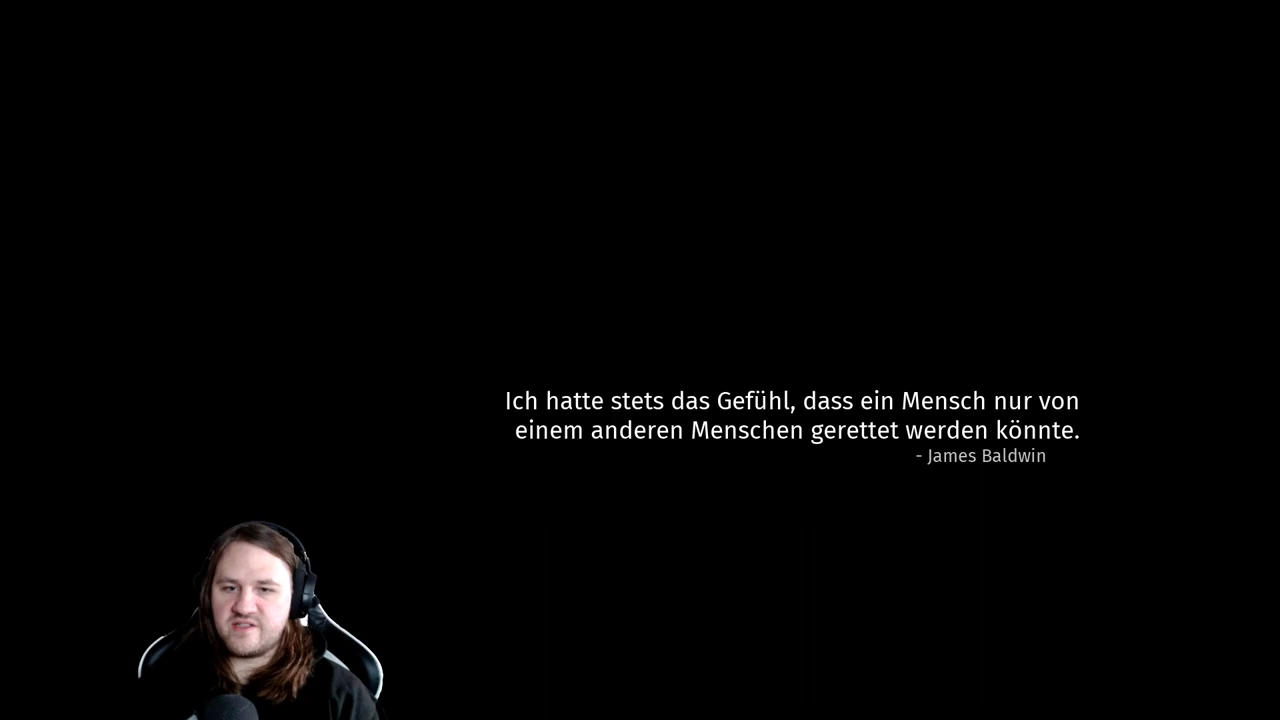 Ich hatte stets das Gefühl, dass ein Mensch nur von
einem anderen Menschen gerettet werden könnte.
- James Baldwin